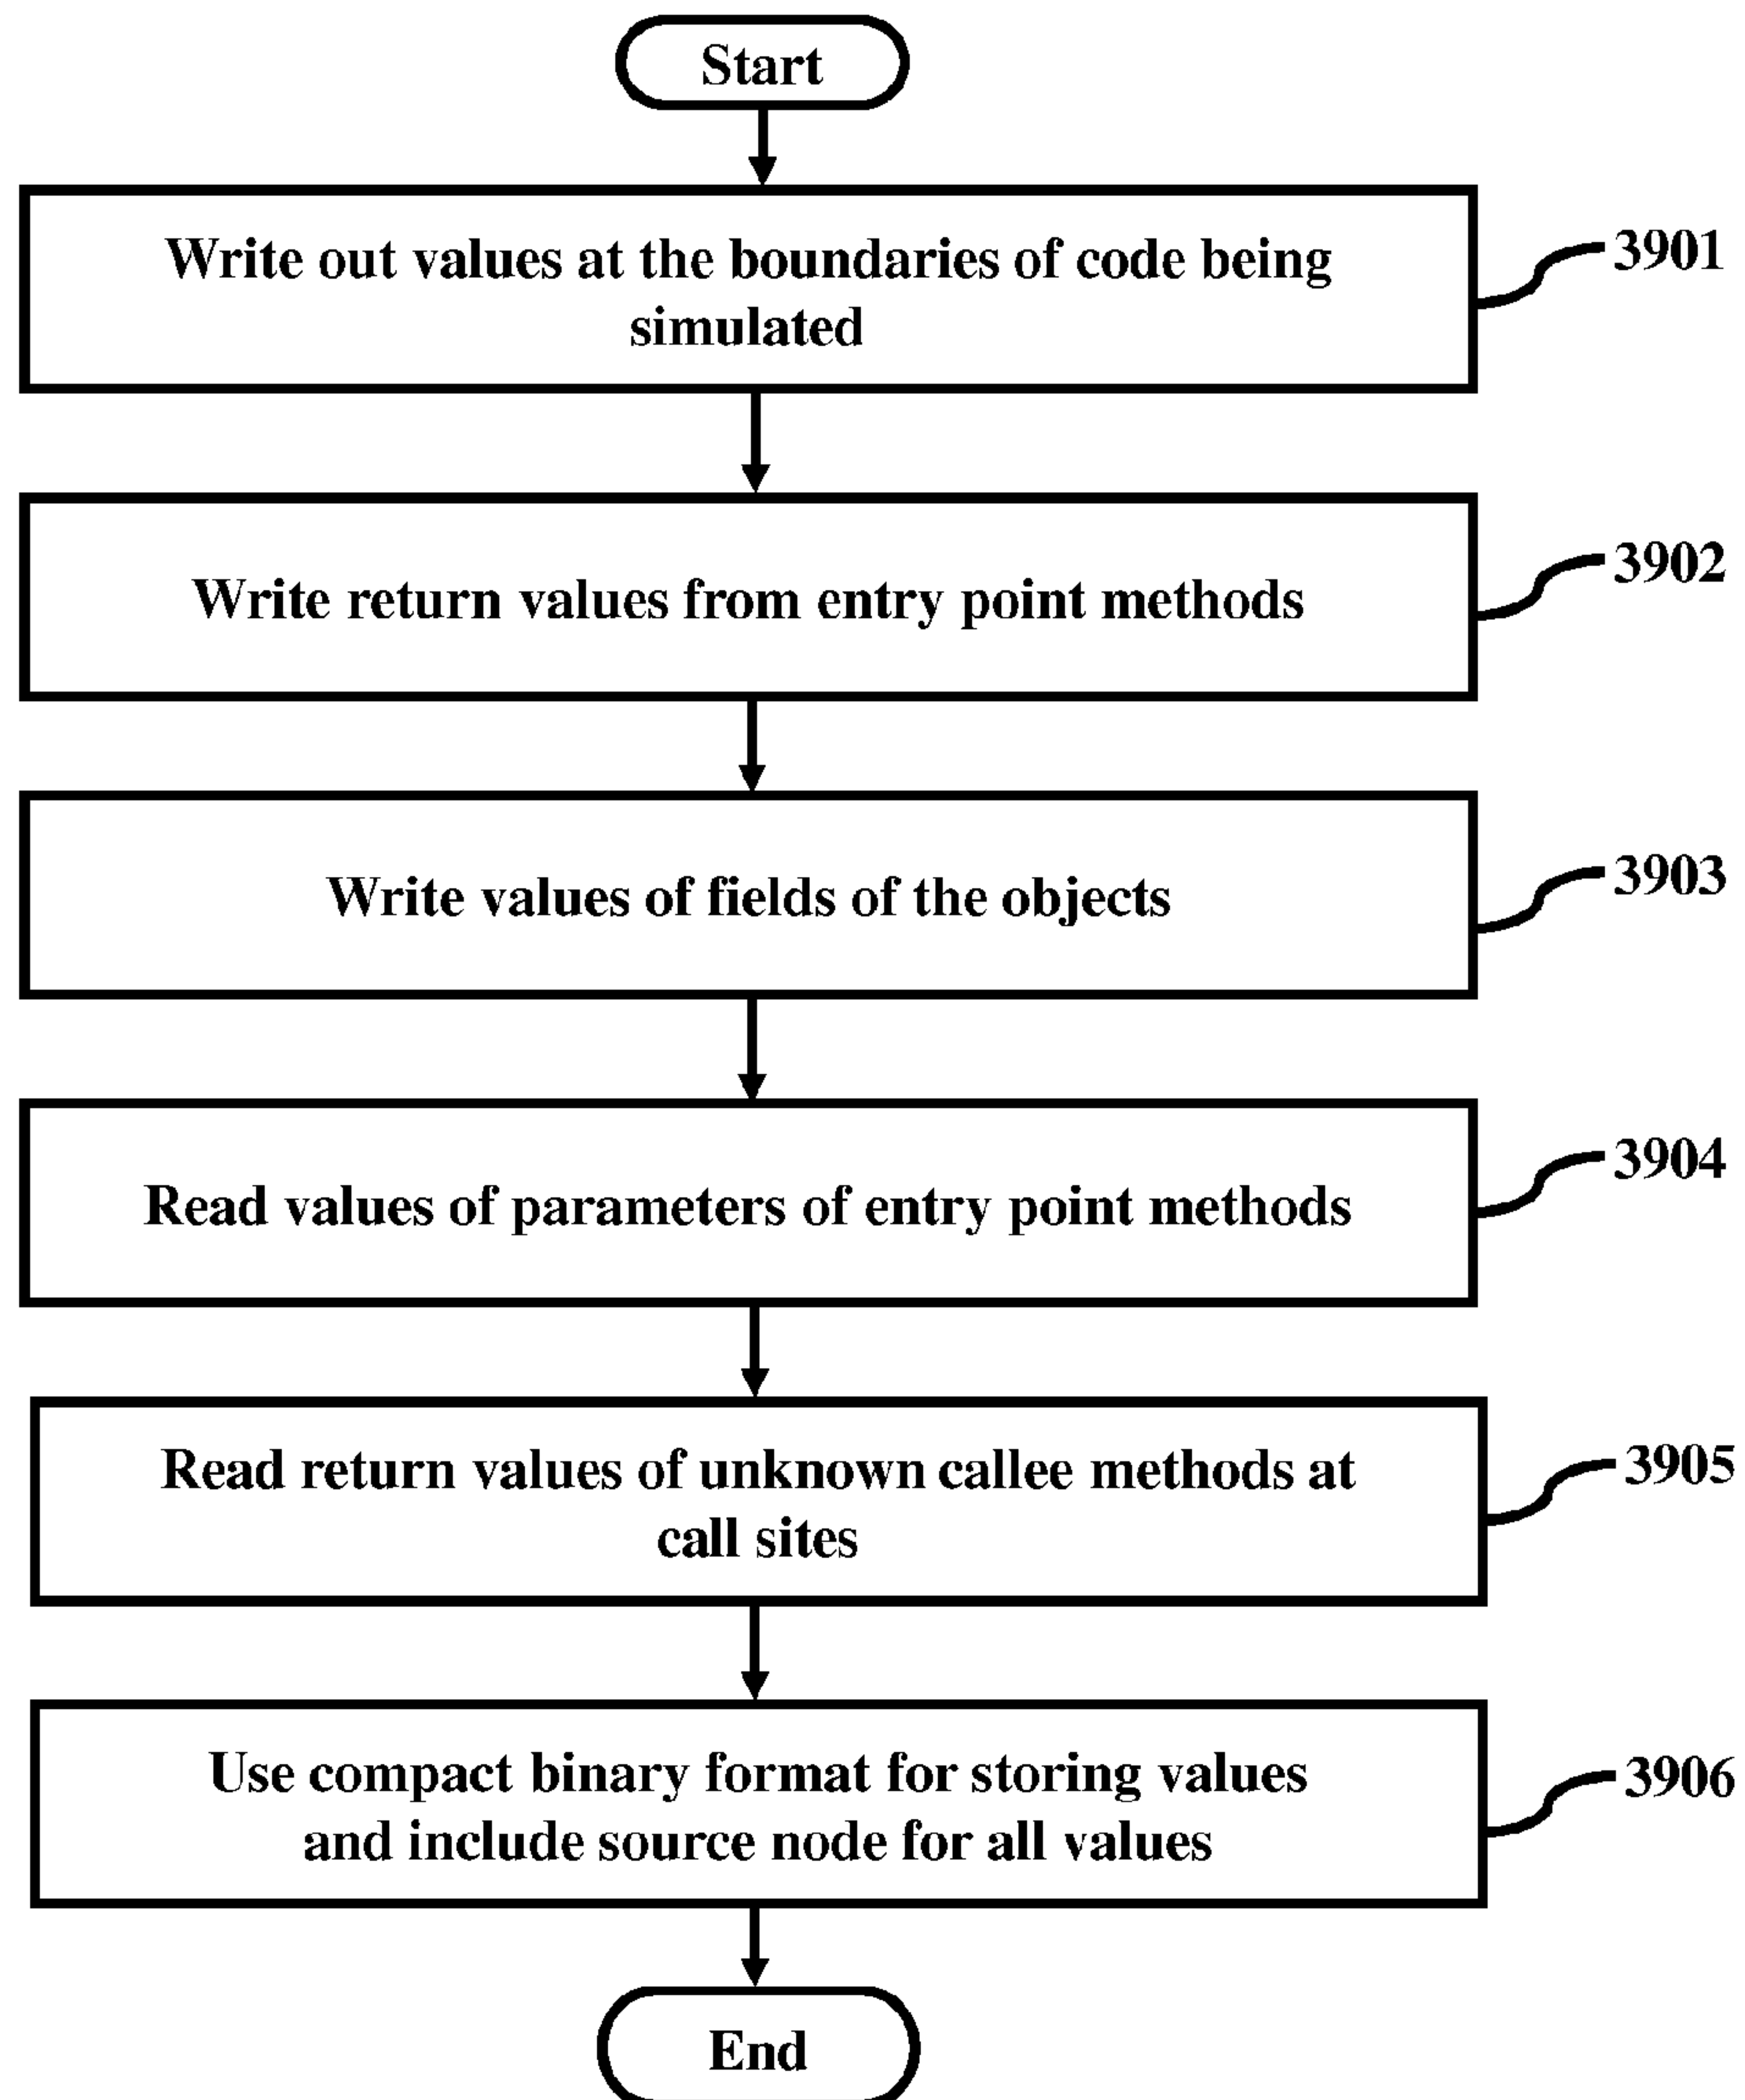 Start
Write out values at the boundaries of code being
simulated
3901
Write return values from entry point methods
3902
Write values of fields of the objects
3903
Read values of parameters of entry point methods
3904
Read return values of unknown callee methods at
call sites
3905
Use compact binary format for storing values
and include source node for all values
3906
End